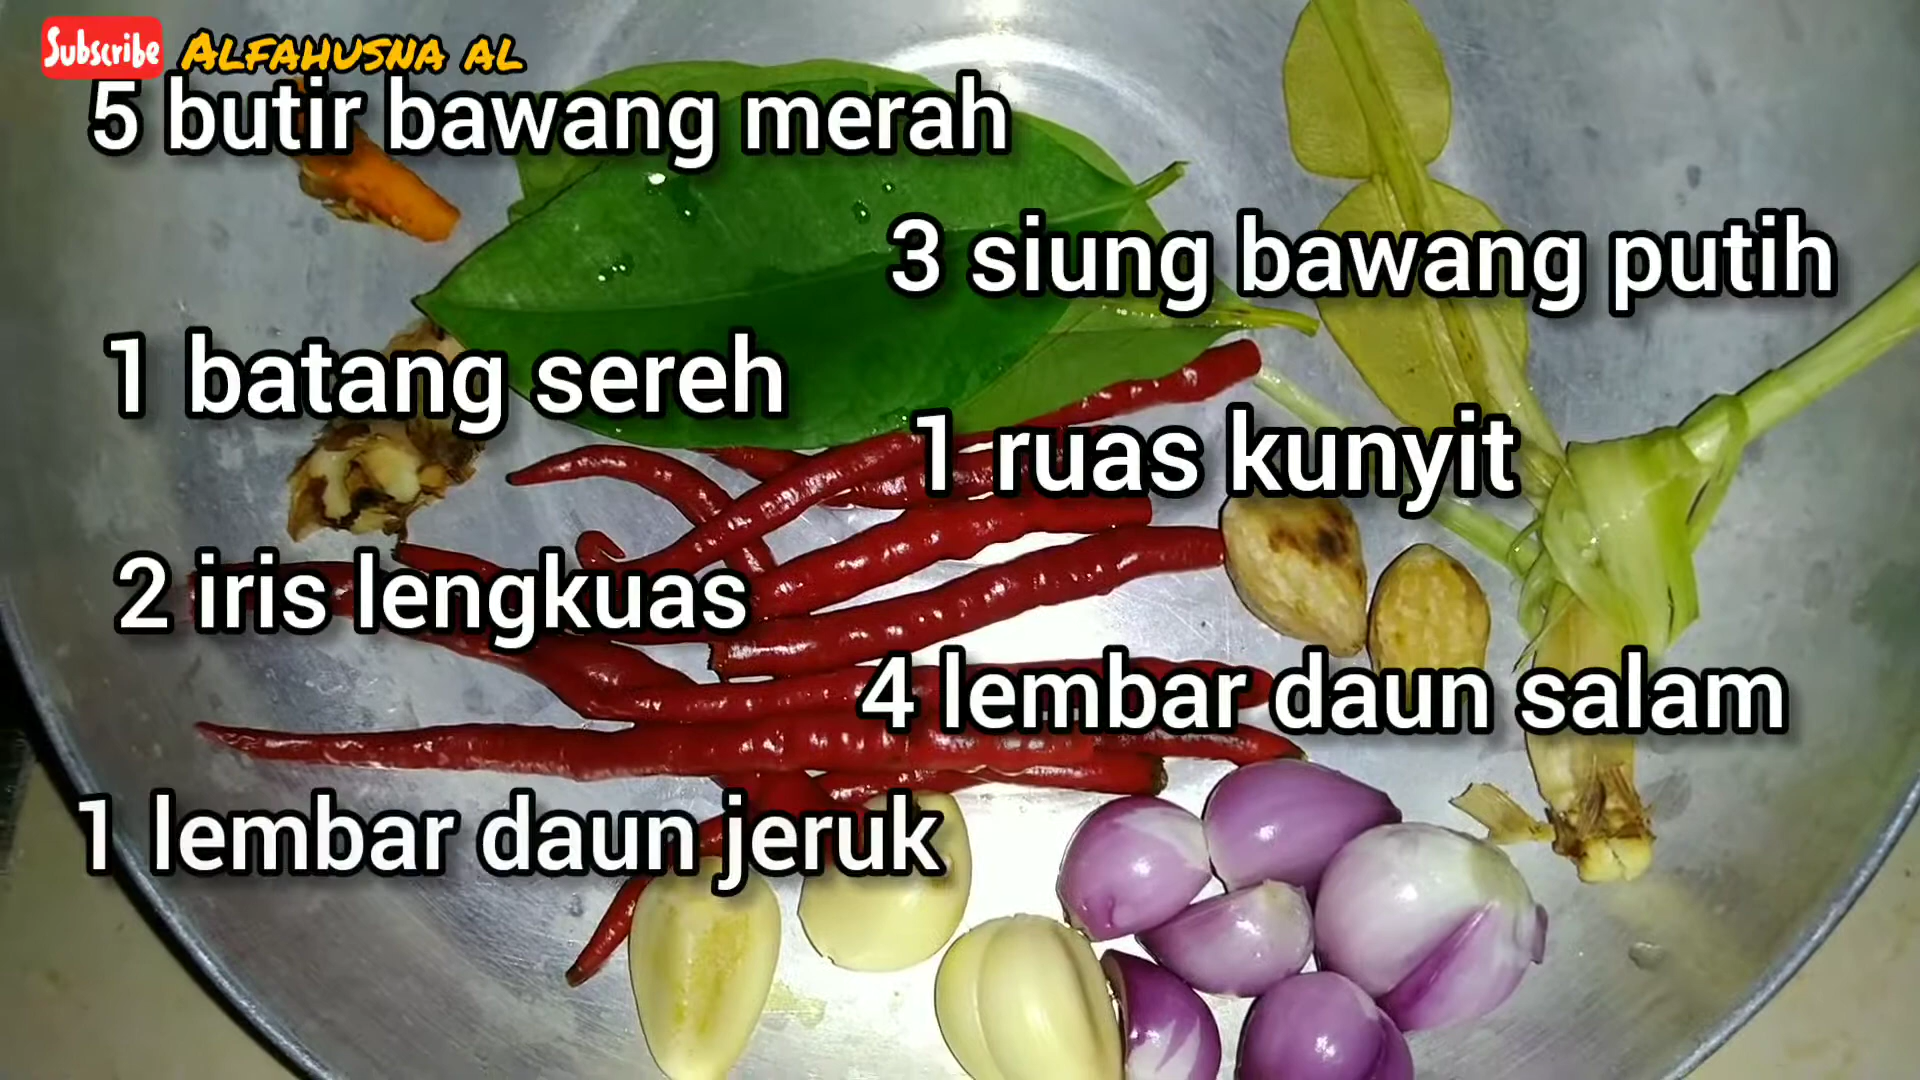 Subscribe ALFAHUSNA AL
5 butir bawang merah
3 siung bawang putih
1 batang sereh
1 ruas kunyit
2 iris lengkuas
4 lembar daun salam
1 lembar daun jeruk